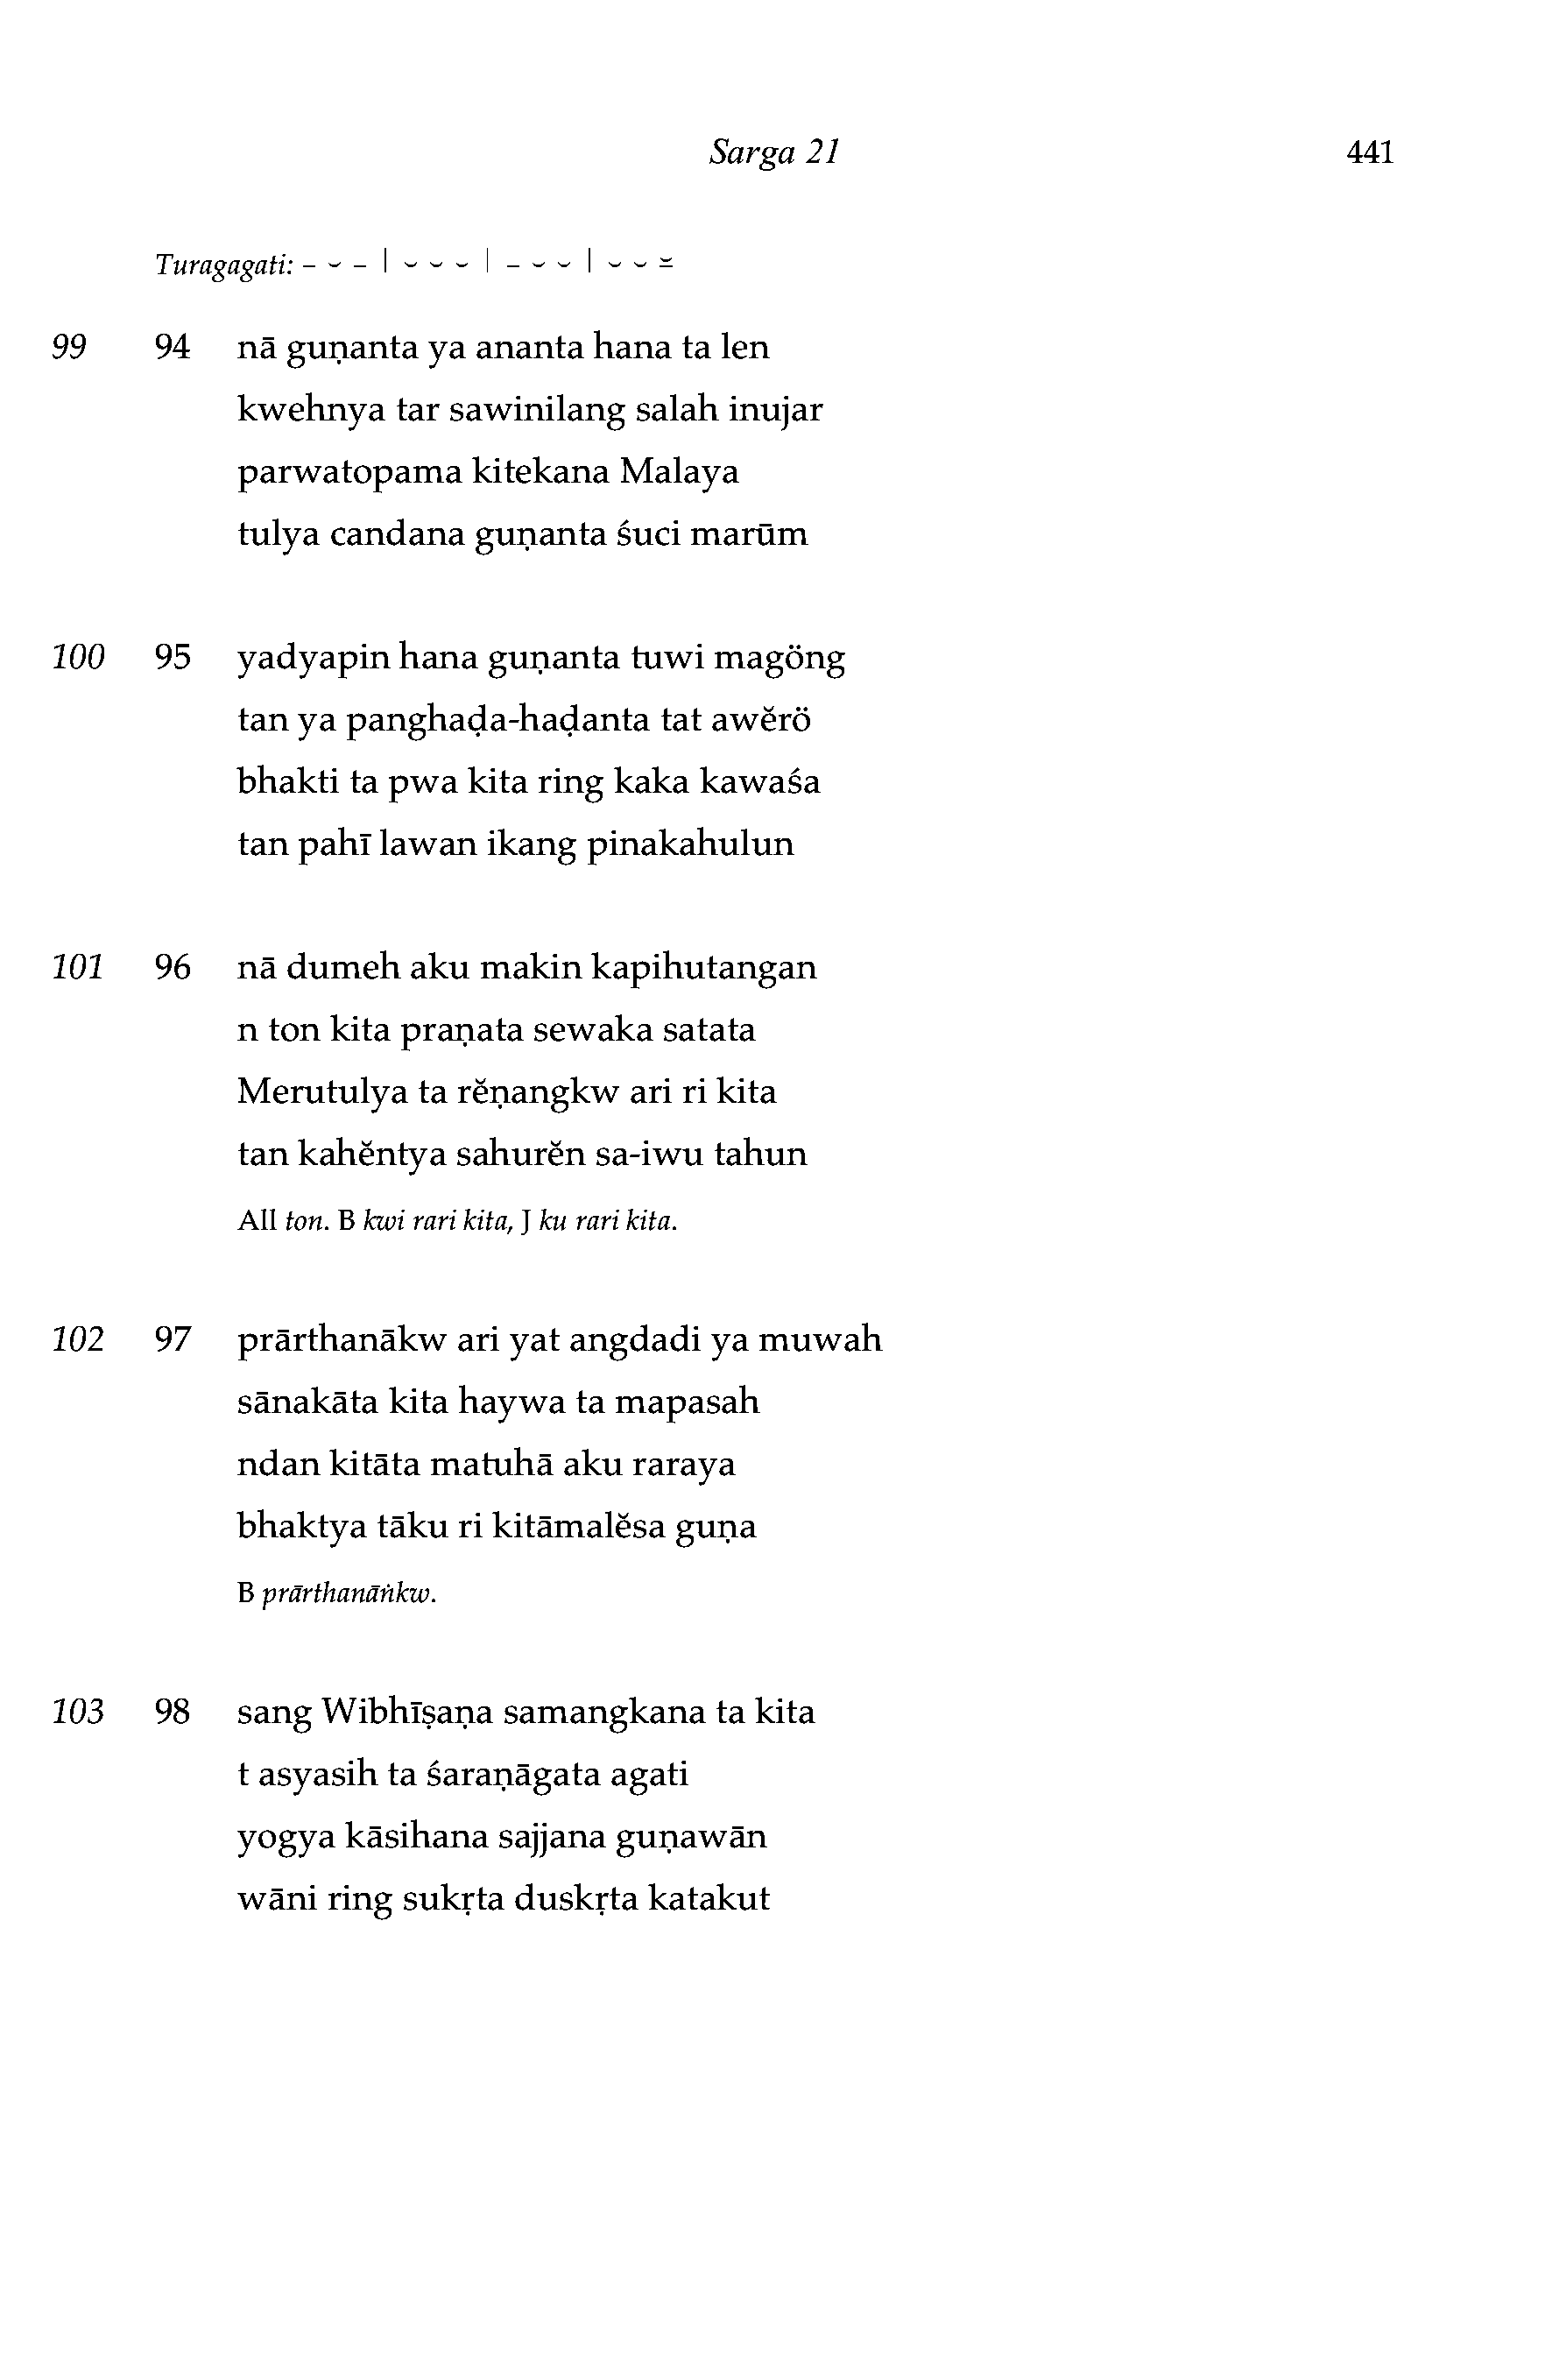 Sarga 21 441
Turagagati: – ⏑ – | ⏑ ⏑ ⏑ | – ⏑ ⏑ | ⏑ ⏑ ⏓
99 94 nā guṇanta ya ananta hana ta len
kwehnya tar sawinilang salah inujar
parwatopama kitekana Malaya
tulya candana guṇanta śuci marūm
100 95 yadyapin hana guṇanta tuwi magöng
tan ya panghaḍa-haḍanta tat awĕrö
bhakti ta pwa kita ring kaka kawaśa
tan pahī lawan ikang pinakahulun
101 96 nā dumeh aku makin kapihutangan
n ton kita praṇata sewaka satata
Merutulya ta rĕṇangkw ari ri kita
tan kahĕntya sahurĕn sa-iwu tahun
All ton. B kwi rari kita, J ku rari kita.
102 97 prārthanākw ari yat angdadi ya muwah
sānakāta kita haywa ta mapasah
ndan kitāta matuhā aku raraya
bhaktya tāku ri kitāmalĕsa guṇa
B prārthanāṅkw.
103 98 sang Wibhīṣaṇa samangkana ta kita
t asyasih ta śaraṇāgata agati
yogya kāsihana sajjana guṇawān
wāni ring sukṛta duskṛta katakut